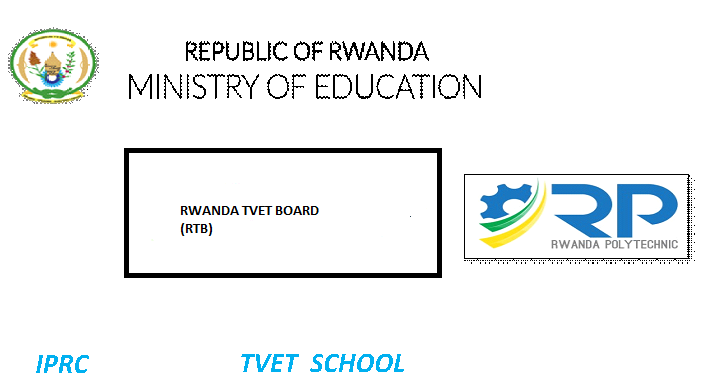 REPUBLIC OF RWANDA
MINISTRY OF EDUCATION
RWANDA TVET BOARD
(RTB)
RP
RWANDA POLYTECHNIC
IPRC
TVET SCHOOL